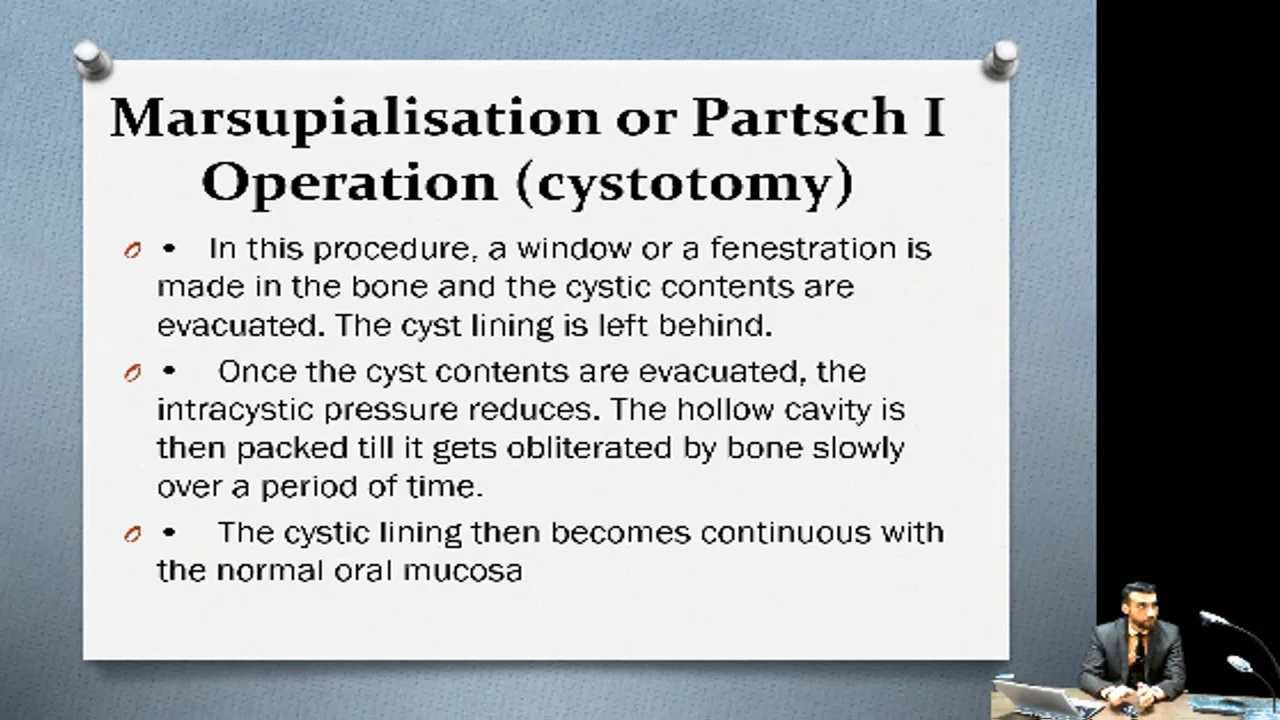 Marsupialisation or Partsch I
Operation (cystotomy)
• In this procedure, a window or a fenestration is
made in the bone and the cystic contents are
evacuated. The cyst lining is left behind.
• Once the cyst contents are evacuated, the
intracystic pressure reduces. The hollow cavity is
then packed till it gets obliterated by bone slowly
over a period of time.
• The cystic lining then becomes continuous with
the normal oral mucosa